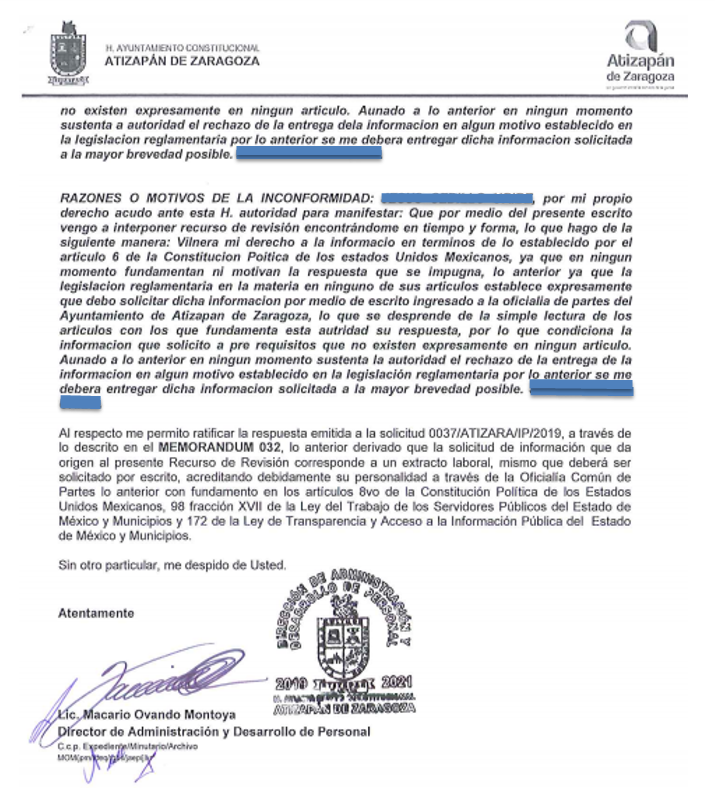 H. AYUNTAMIENTO CONSTITUCIONAL
ATIZAPÁN DE ZARAGOZA
Atizapán
de Zaragoza
no existen expresamente en ningun articulo. Aunado a lo anterior en ningun momento
sustenta a autoridad el rechazo de la entrega dela informacion en algun motivo establecido en
la legislacion reglamentaria por lo anterior se me debera entregar dicha informacion solicitada
a la mayor brevedad posible.
RAZONES O MOTIVOS DE LA INCONFORMIDAD: , por mi propio
derecho acudo ante esta H. autoridad para manifestar: Que por medio del presente escrito
vengo a interponer recurso de revisión encontrándome en tiempo y forma, lo que hago de la
siguiente manera: Vilnera mi derecho a la informacio en terminos de lo establecido por el
articulo 6 de la Constitucion Poitica de los estados Unidos Mexicanos, ya que en ningun
momento fundamentan ni motivan la respuesta que se impugna, lo anterior ya que la
legislacion reglamentaria en la materia en ninguno de sus articulos establece expresamente
que debo solicitar dicha informacion por medio de escrito ingresado a la oficialia de partes del
Ayuntamiento de Atizapan de Zaragoza, lo que se desprende de la simple lectura de los
articulos con los que fundamenta esta autridad su respuesta, por lo que condiciona la
informacion que solicito a pre requisitos que no existen expresamente en ningun articulo.
Aunado a lo anterior en ningun momento sustenta la autoridad el rechazo de la entrega de la
informacion en algun motivo establecido en la legislación reglamentaria por lo anterior se me
debera entregar dicha informacion solicitada a la mayor brevedad posible.
Al respecto me permito ratificar la respuesta emitida a la solicitud 0037/ATIZARA/IP/2019, a través de
lo descrito en el MEMORANDUM 032, lo anterior derivado que la solicitud de información que da
origen al presente Recurso de Revisión corresponde a un extracto laboral, mismo que deberá ser
solicitado por escrito, acreditando debidamente su personalidad a través de la Oficialía Común de
Partes lo anterior con fundamento en los artículos 8vo de la Constitución Política de los Estados
Unidos Mexicanos, 98 fracción XVII de la Ley del Trabajo de los Servidores Públicos del Estado de
México y Municipios y 172 de la Ley de Transparencia y Acceso a la Información Pública del Estado
de México y Municipios.
Sin otro particular, me despido de Usted.
DIRECCIÓN DE ADMINISTRACIÓN Y
DESARROLLO DE PERSONAL
2019 2021
H. AYUNTAMIENTO CONSTITUCIONAL
ATIZAPÁN DE ZARAGOZA
Atentamente
Lic. Macario Ovando Montoya
Director de Administración y Desarrollo de Personal
C.c.p. Expediente/Minutario/Archivo